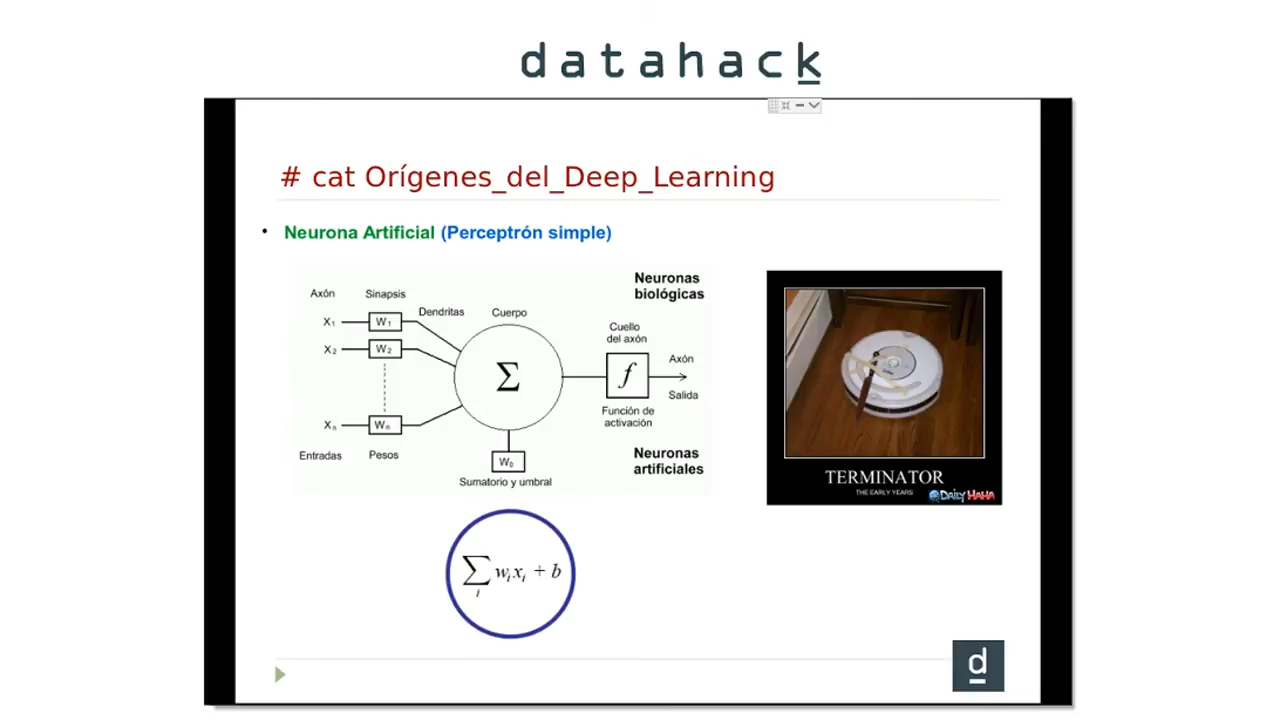 datahack
# cat Orígenes_del_Deep_Learning
• Neurona Artificial (Perceptrón simple)
Neuronas
biológicas
Axón
Sinapsis
Dendritas
Cuerpo
Cuello
del axón
X1
W1
X2
W2
Σ
f
Axón
Salida
Xn
Wn
Función de
activación
Entradas
Pesos
W0
Neuronas
artificiales
Sumatorio y umbral
TERMINATOR
THE EARLY YEARS
DAILY HAHA
∑ wixi + b
i
d